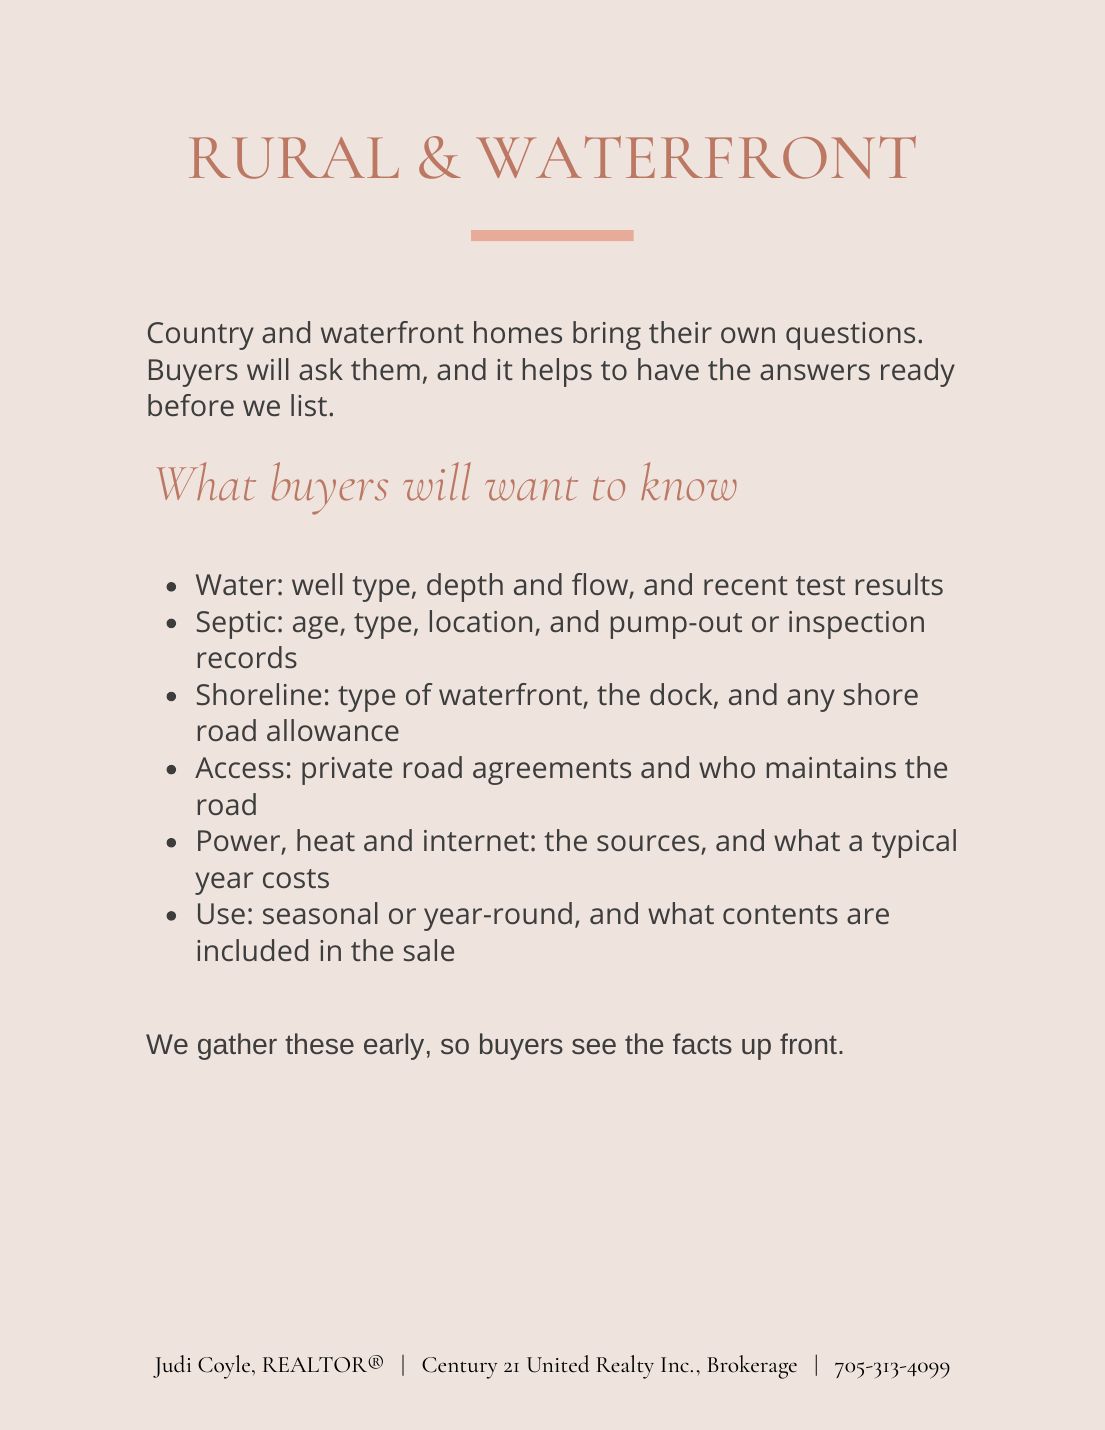 RURAL & WATERFRONT
Country and waterfront homes bring their own questions.
Buyers will ask them, and it helps to have the answers ready
before we list.
What buyers will want to know
• Water: well type, depth and flow, and recent test results
• Septic: age, type, location, and pump-out or inspection
records
• Shoreline: type of waterfront, the dock, and any shore
road allowance
• Access: private road agreements and who maintains the
road
• Power, heat and internet: the sources, and what a typical
year costs
• Use: seasonal or year-round, and what contents are
included in the sale
We gather these early, so buyers see the facts up front.
Judi Coyle, REALTOR® | Century 21 United Realty Inc., Brokerage | 705-313-4099